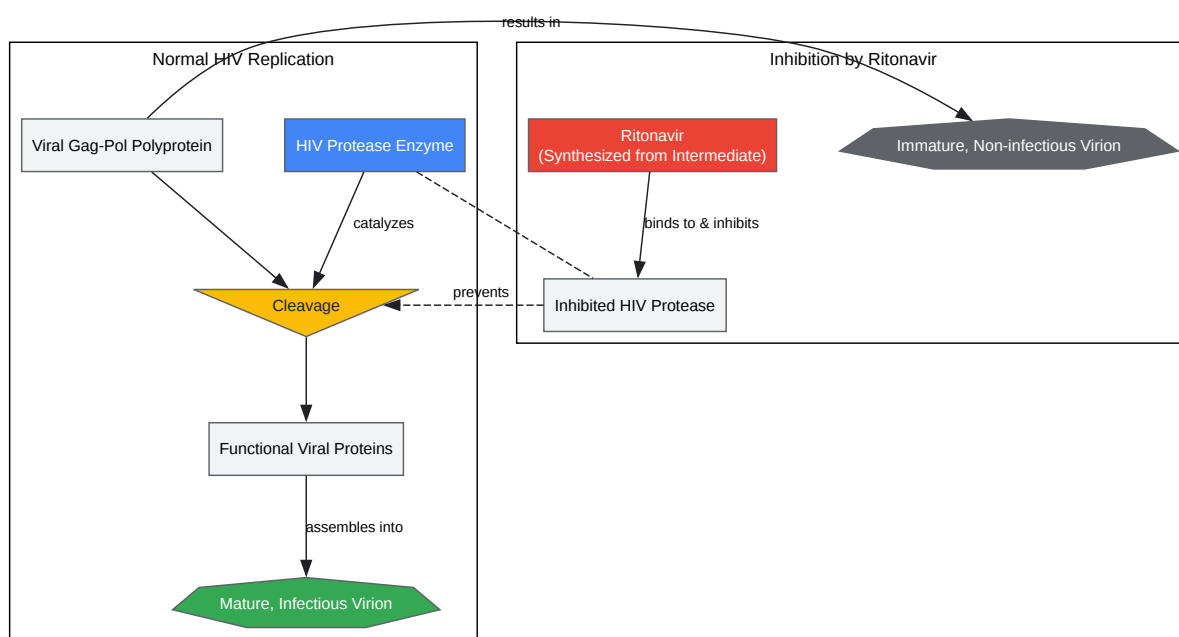 results in
Normal HIV Replication
Inhibition by Ritonavir
Viral Gag-Pol Polyprotein
HIV Protease Enzyme
Ritonavir
(Synthesized from Intermediate)
Immature, Non-infectious Virion
catalyzes
binds to & inhibits
Cleavage
prevents
Inhibited HIV Protease
Functional Viral Proteins
assembles into
Mature, Infectious Virion